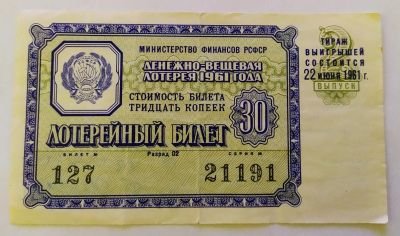 МИНИСТЕРСТВО ФИНАНСОВ РСФСР
ДЕНЕЖНО-ВЕЩЕВАЯ
ЛОТЕРЕЯ 1961 ГОДА
СТОИМОСТЬ БИЛЕТА
ТРИДЦАТЬ КОПЕЕК
30
ТИРАЖ
ВЫИГРЫШЕЙ
СОСТОИТСЯ
22 ИЮНЯ 1961 г.
ВЫПУСК
ЛОТЕРЕЙНЫЙ БИЛЕТ
БИЛЕТ № Разряд 02 СЕРИЯ №
127 21191